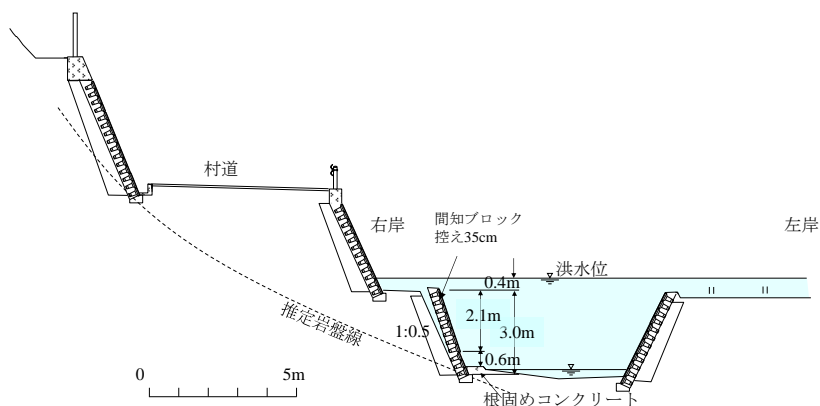 村道
右岸
間知ブロック
控え35cm
左岸
洪水位
0.4m
2.1m
3.0m
1:0.5
0.6m
推定岩盤線
0
5m
根固めコンクリート